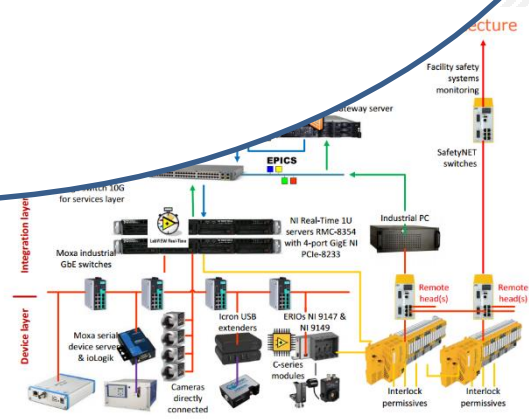 ecture
Facility safety
systems
monitoring
ateway server
SafetyNET
switches
EPICS
switch 10G
for services layer
Integration layer
LabVIEW Real-Time
NI Real-Time 1U
servers RMC-8354
with 4-port GigE NI
PCIe-8233
Industrial PC
Moxa industrial
GbE switches
Remote
head(s)
Remote
head(s)
Device layer
Moxa serial
device servers
& ioLogik
Icron USB
extenders
ERIOs NI 9147 &
NI 9149
C-series
modules
Cameras
directly
connected
Interlock
permissives
Interlock
permissives